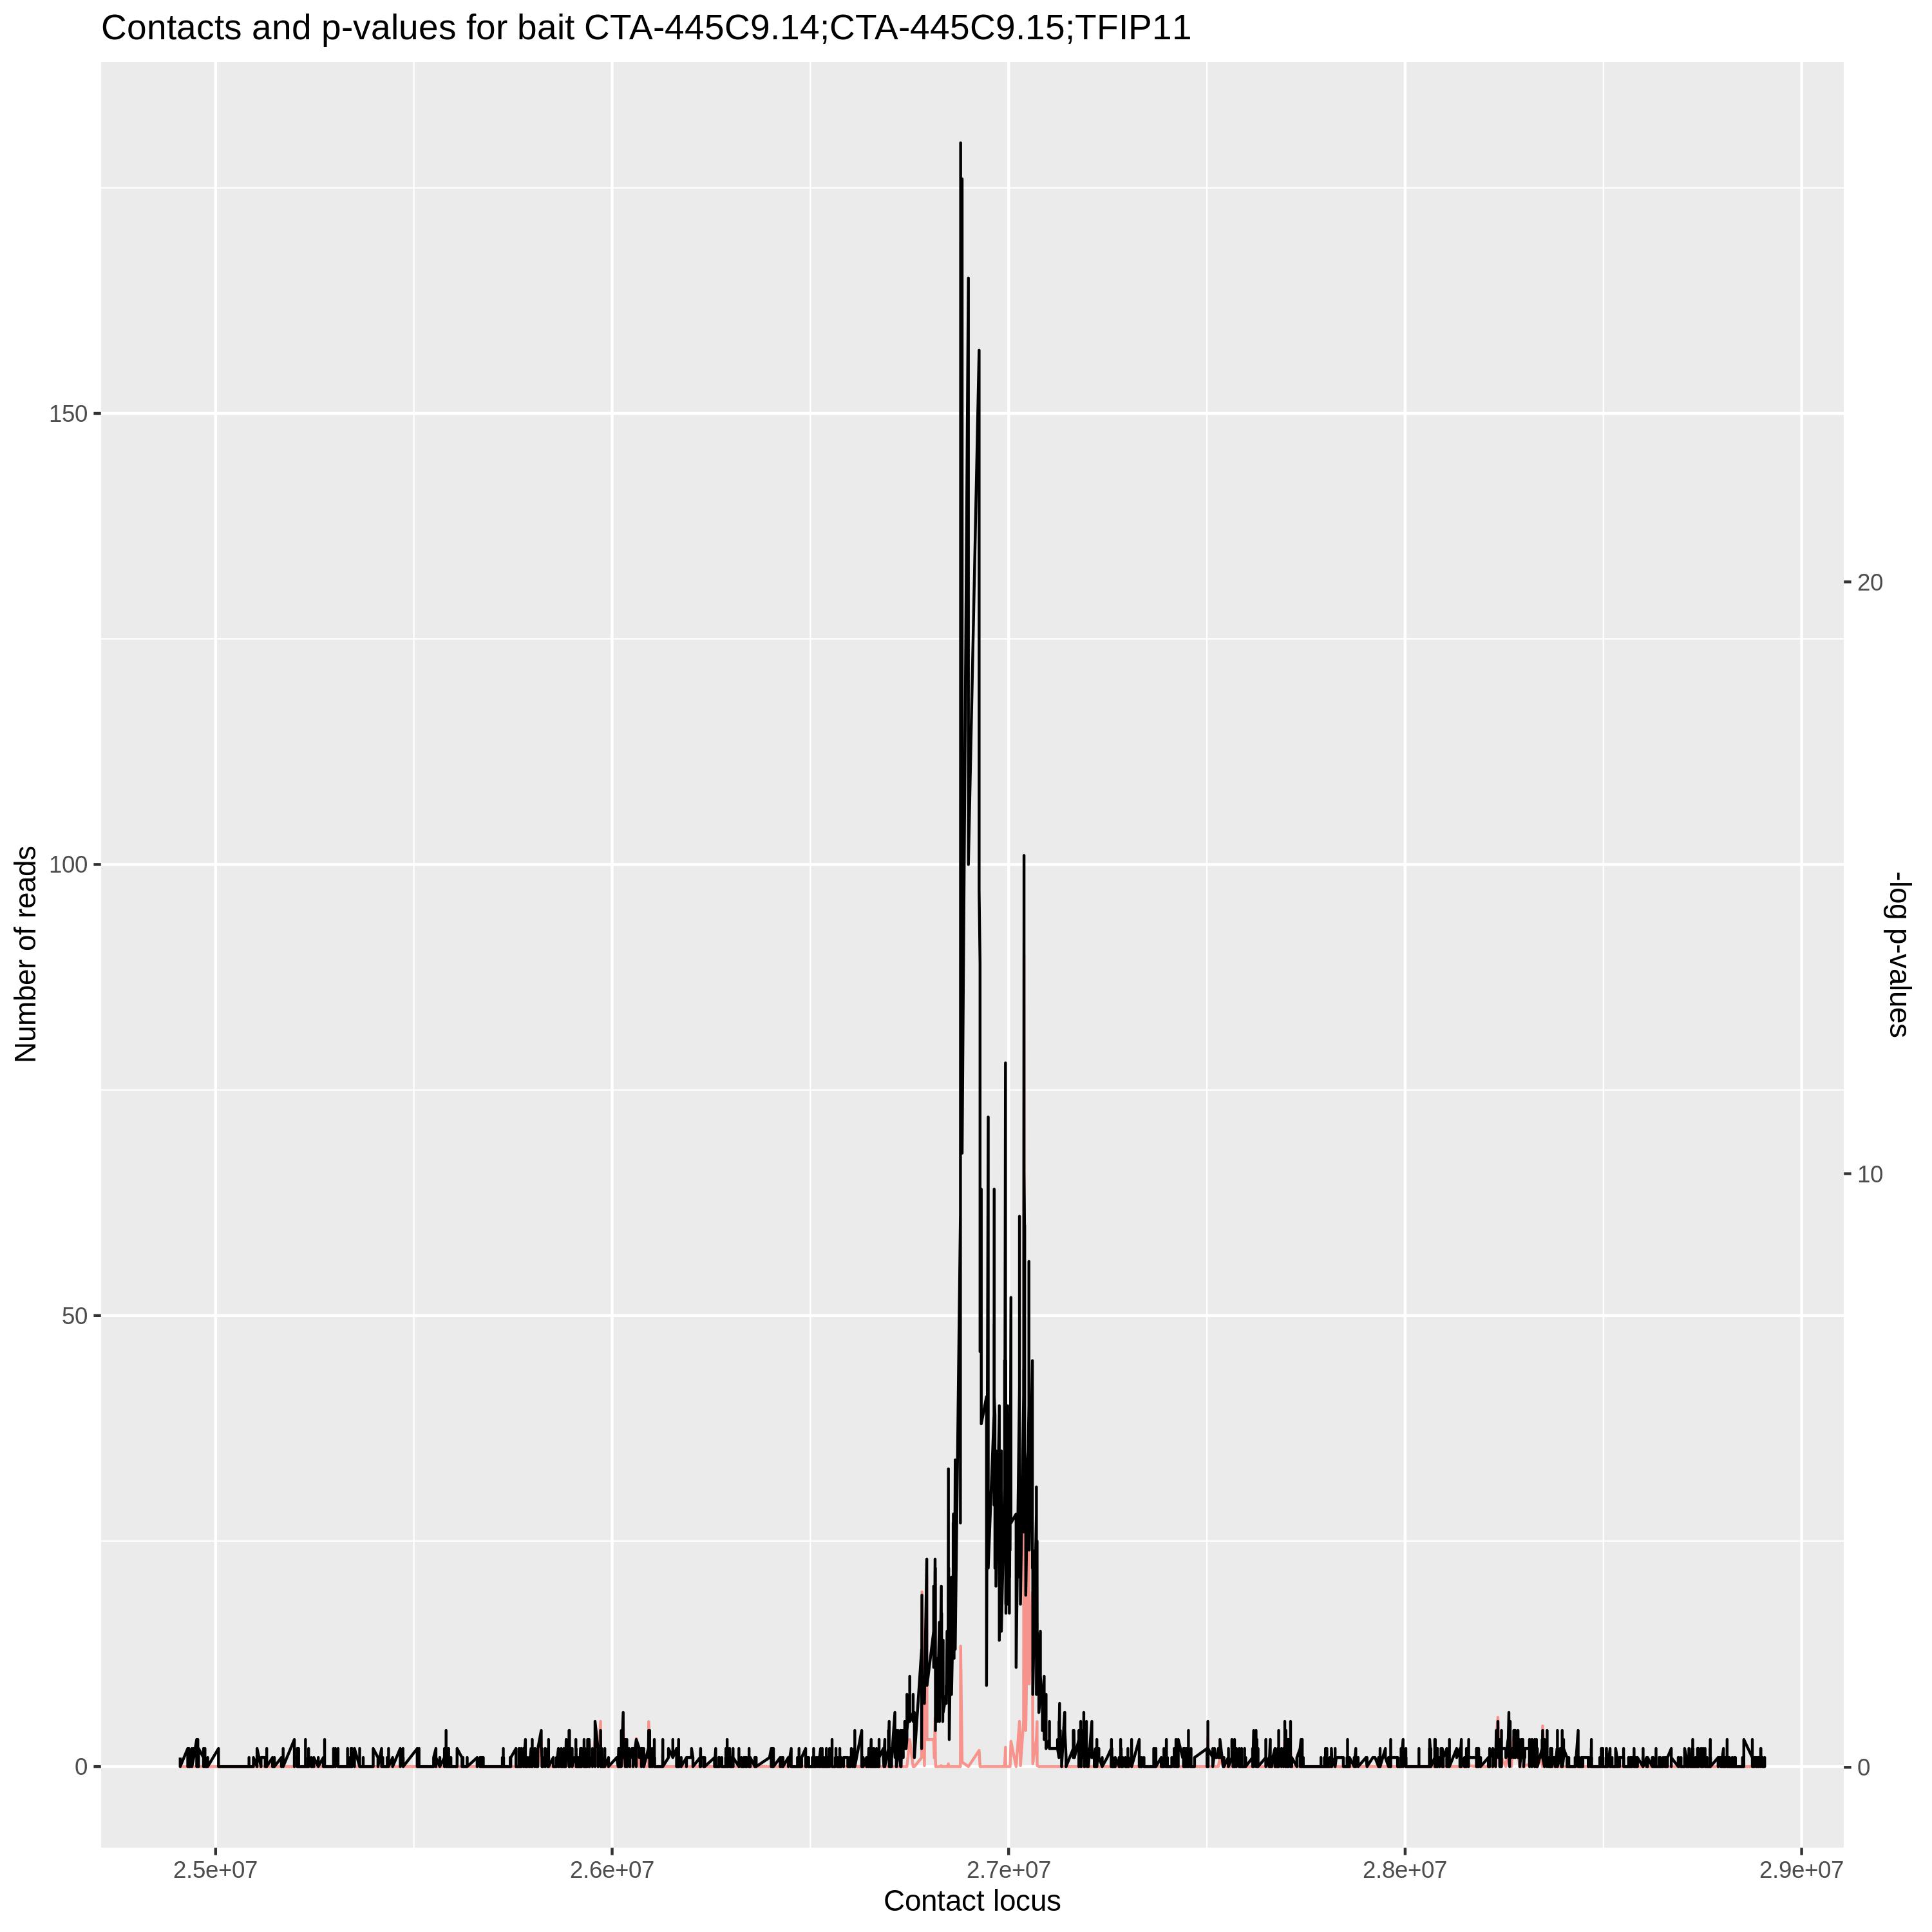 Contacts and p-values for bait CTA-445C9.14;CTA-445C9.15;TFIP11
150
100
50
0
Number of reads
20
10
0
-log p-values
2.5e+07 2.6e+07 2.7e+07 2.8e+07 2.9e+07
Contact locus